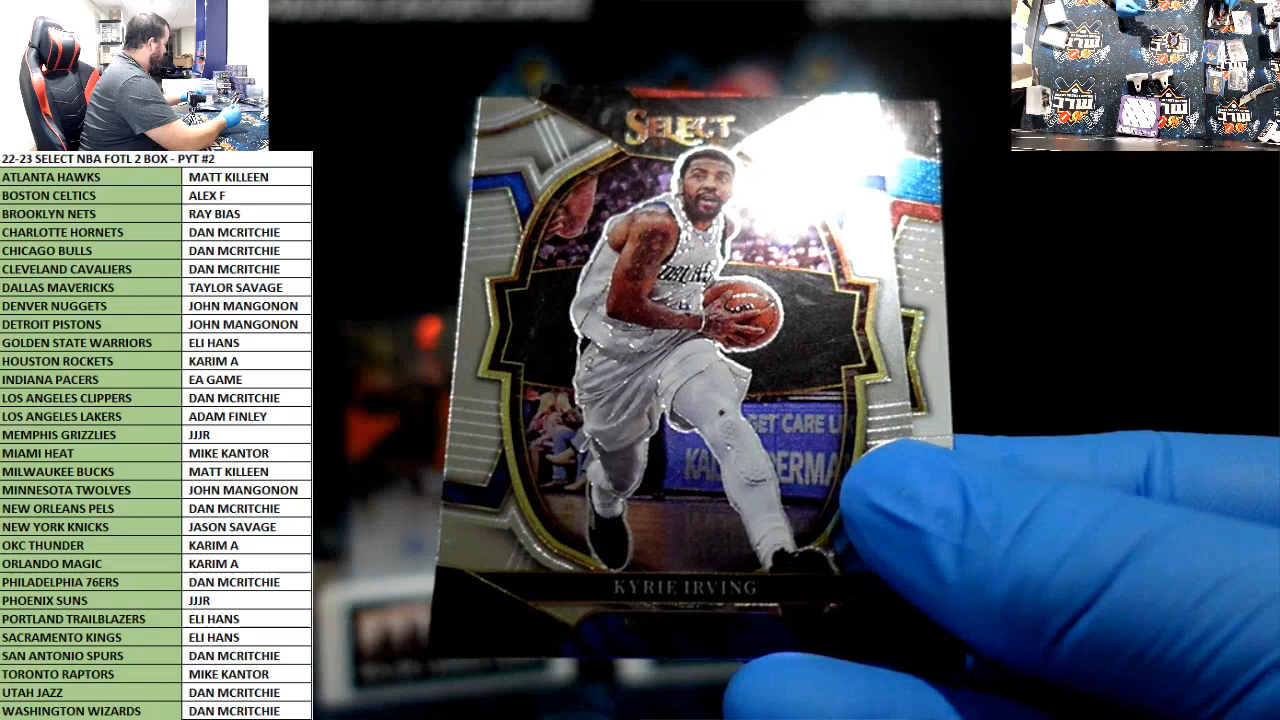 22-23 SELECT NBA FOTL 2 BOX - PYT #2
ATLANTA HAWKS MATT KILLEEN
BOSTON CELTICS ALEX F
BROOKLYN NETS RAY BIAS
CHARLOTTE HORNETS DAN MCRITCHIE
CHICAGO BULLS DAN MCRITCHIE
CLEVELAND CAVALIERS DAN MCRITCHIE
DALLAS MAVERICKS TAYLOR SAVAGE
DENVER NUGGETS JOHN MANGONON
DETROIT PISTONS JOHN MANGONON
GOLDEN STATE WARRIORS ELI HANS
HOUSTON ROCKETS KARIM A
INDIANA PACERS EA GAME
LOS ANGELES CLIPPERS DAN MCRITCHIE
LOS ANGELES LAKERS ADAM FINLEY
MEMPHIS GRIZZLIES JJJR
MIAMI HEAT MIKE KANTOR
MILWAUKEE BUCKS MATT KILLEEN
MINNESOTA TWOLVES JOHN MANGONON
NEW ORLEANS PELS DAN MCRITCHIE
NEW YORK KNICKS JASON SAVAGE
OKC THUNDER KARIM A
ORLANDO MAGIC KARIM A
PHILADELPHIA 76ERS DAN MCRITCHIE
PHOENIX SUNS JJJR
PORTLAND TRAILBLAZERS ELI HANS
SACRAMENTO KINGS ELI HANS
SAN ANTONIO SPURS DAN MCRITCHIE
TORONTO RAPTORS MIKE KANTOR
UTAH JAZZ DAN MCRITCHIE
WASHINGTON WIZARDS DAN MCRITCHIE
SELECT
DALLAS
GET CARE
KYRIE IRVING